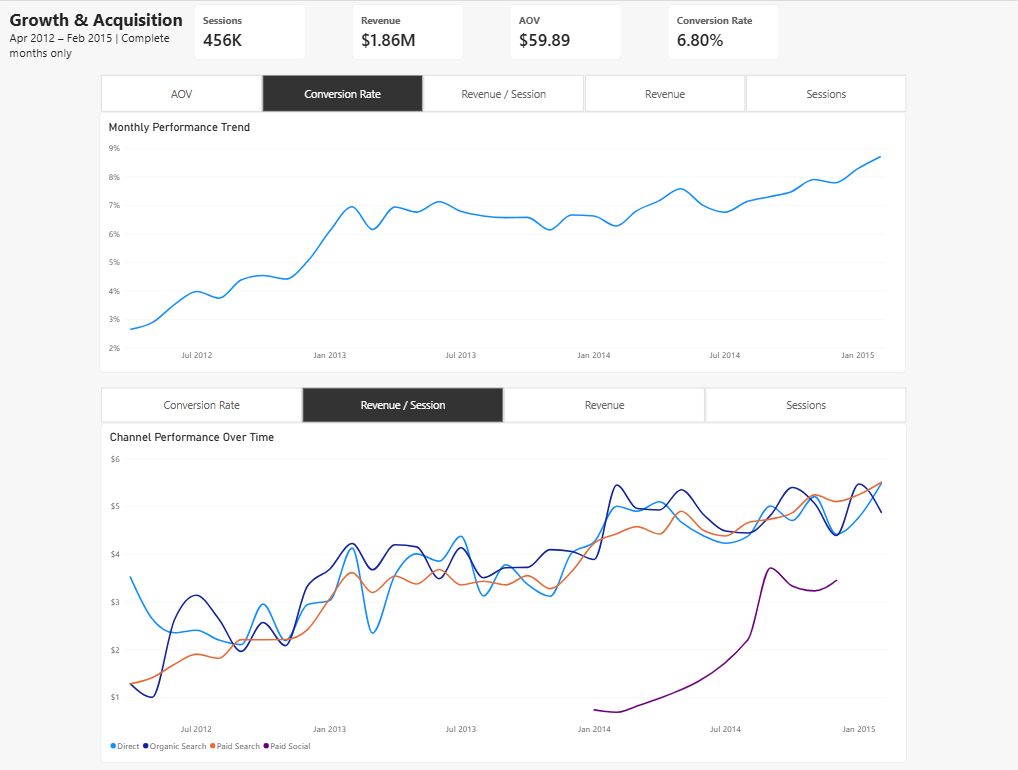 Growth & Acquisition
Apr 2012 – Feb 2015 | Complete
months only
Sessions
456K
Revenue
$1.86M
AOV
$59.89
Conversion Rate
6.80%
AOV
Conversion Rate
Revenue / Session
Revenue
Sessions
Monthly Performance Trend
9%
8%
7%
6%
5%
4%
3%
2%
Jul 2012
Jan 2013
Jul 2013
Jan 2014
Jul 2014
Jan 2015
Conversion Rate
Revenue / Session
Revenue
Sessions
Channel Performance Over Time
$6
$5
$4
$3
$2
$1
Jul 2012
Jan 2013
Jul 2013
Jan 2014
Jul 2014
Jan 2015
Direct
Organic Search
Paid Search
Paid Social